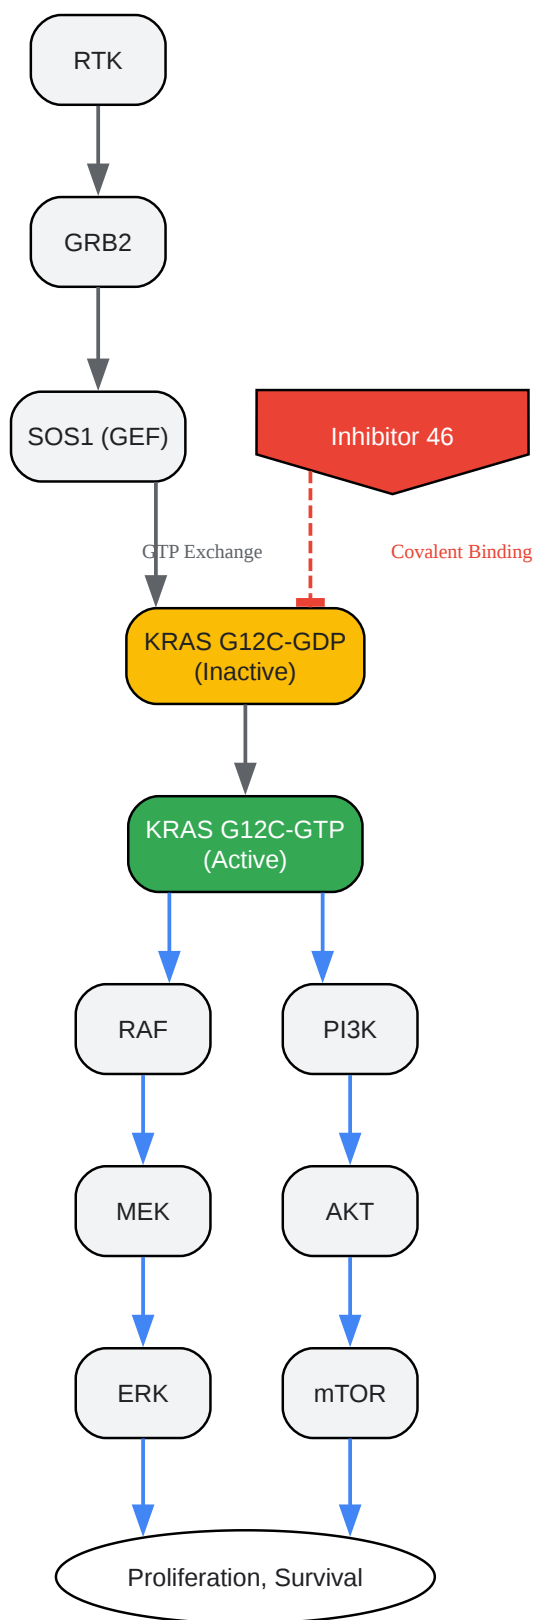 RTK
GRB2
SOS1 (GEF)
Inhibitor 46
GTP Exchange
Covalent Binding
KRAS G12C-GDP
(Inactive)
KRAS G12C-GTP
(Active)
RAF
PI3K
MEK
AKT
ERK
mTOR
Proliferation, Survival